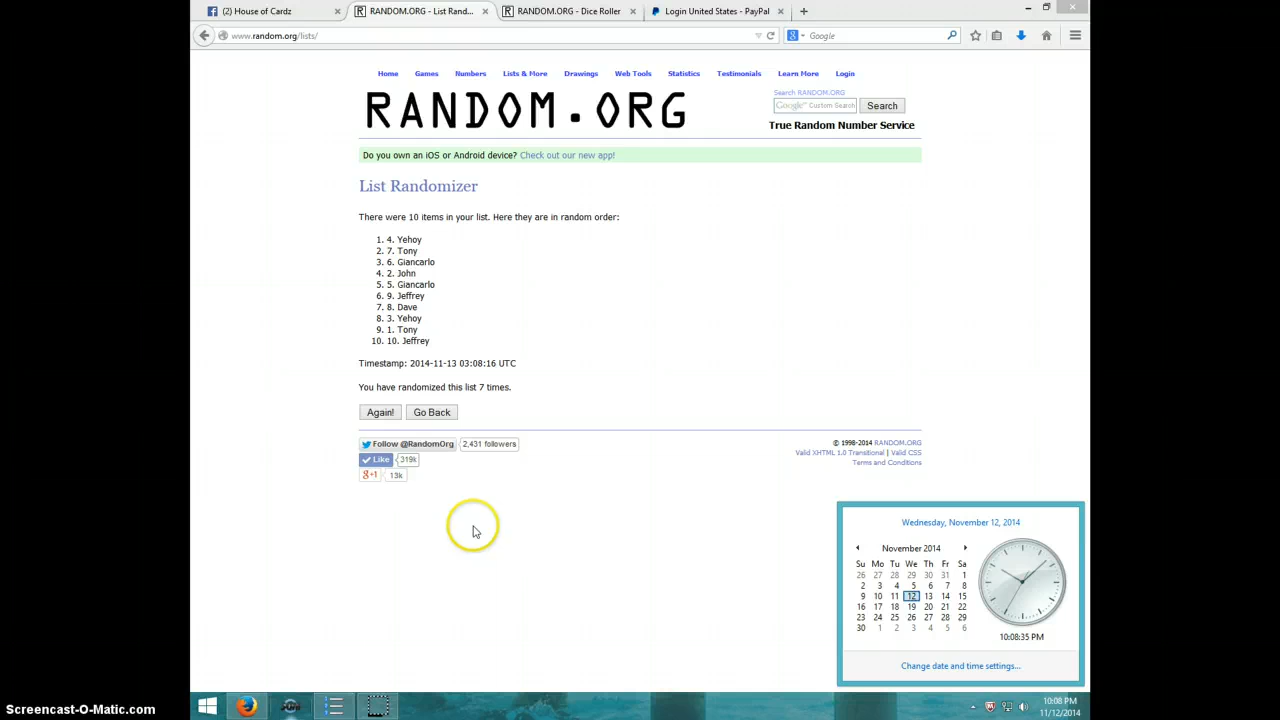 (2) House of Cardz
RANDOM.ORG - List Rand...
RANDOM.ORG - Dice Roller
Login United States - PayPal
www.random.org/lists/
Google
Home Games Numbers Lists & More Drawings Web Tools Statistics Testimonials Learn More Login
RANDOM.ORG
Search RANDOM.ORG
Google™ Custom Search
Search
True Random Number Service
Do you own an iOS or Android device? Check out our new app!
List Randomizer
There were 10 items in your list. Here they are in random order:
1. 4. Yehoy
2. 7. Tony
3. 6. Giancarlo
4. 2. John
5. 5. Giancarlo
6. 9. Jeffrey
7. 8. Dave
8. 3. Yehoy
9. 1. Tony
10. 10. Jeffrey
Timestamp: 2014-11-13 03:08:16 UTC
You have randomized this list 7 times.
Again! Go Back
Follow @RandomOrg 2,431 followers
Like 319k
g+1 13k
© 1998-2014 RANDOM.ORG
Valid XHTML 1.0 Transitional | Valid CSS
Terms and Conditions
Wednesday, November 12, 2014
November 2014
Su Mo Tu We Th Fr Sa
26 27 28 29 30 31 1
2 3 4 5 6 7 8
9 10 11 12 13 14 15
16 17 18 19 20 21 22
23 24 25 26 27 28 29
30 1 2 3 4 5 6
10:08:35 PM
Change date and time settings...
10:08 PM
11/12/2014
Screencast-O-Matic.com